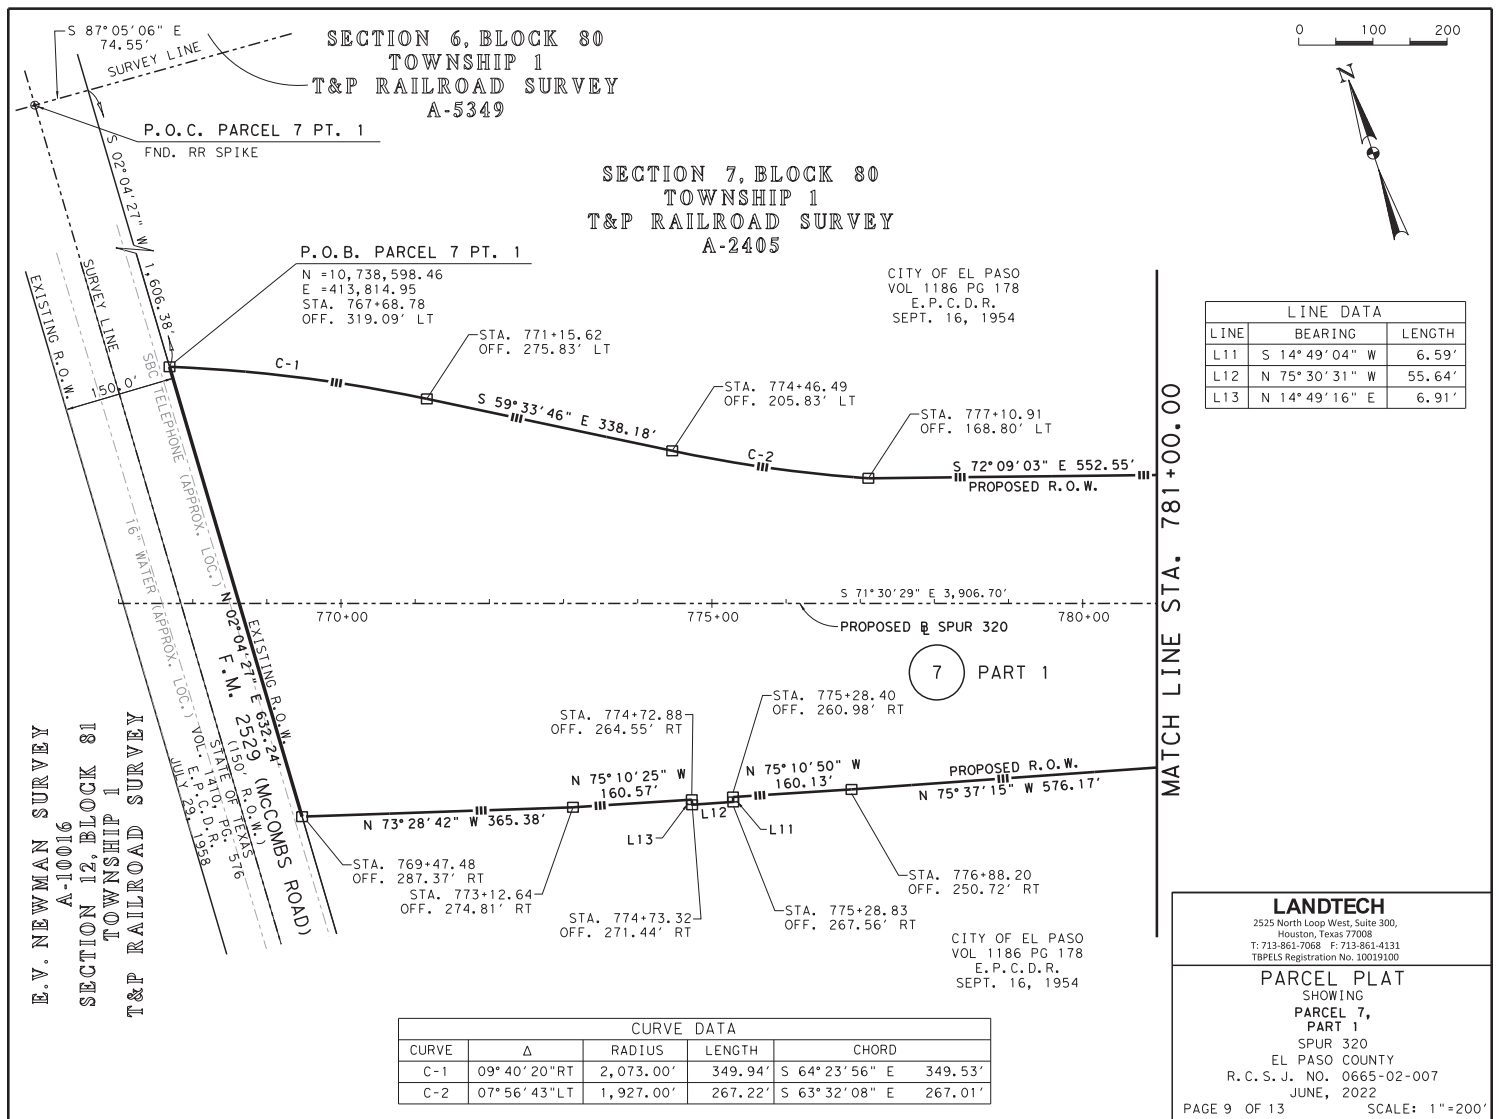 S 87°05'06" E
74.55'
SURVEY LINE
SECTION 6, BLOCK 80
TOWNSHIP 1
T&P RAILROAD SURVEY
A-5349
0 100 200
N
P.O.C. PARCEL 7 PT. 1
FND. RR SPIKE
S 02°04'27" W 1,606.38'
SECTION 7, BLOCK 80
TOWNSHIP 1
T&P RAILROAD SURVEY
A-2405
P.O.B. PARCEL 7 PT. 1
N =10,738,598.46
E =413,814.95
STA. 767+68.78
OFF. 319.09' LT
CITY OF EL PASO
VOL 1186 PG 178
E.P.C.D.R.
SEPT. 16, 1954
EXISTING R.O.W.
SURVEY LINE
150.0'
SBC TELEPHONE (APPROX. LOC.)
16" WATER (APPROX. LOC.)
C-1
STA. 771+15.62
OFF. 275.83' LT
S 59°33'46" E 338.18'
STA. 774+46.49
OFF. 205.83' LT
C-2
STA. 777+10.91
OFF. 168.80' LT
S 72°09'03" E 552.55'
PROPOSED R.O.W.
MATCH LINE STA. 781+00.00
LINE DATA
LINE BEARING LENGTH
L11 S 14°49'04" W 6.59'
L12 N 75°30'31" W 55.64'
L13 N 14°49'16" E 6.91'
S 71°30'29" E 3,906.70'
770+00 775+00 780+00
PROPOSED BL SPUR 320
7 PART 1
N 02°04'27" E 632.24'
EXISTING R.O.W.
F.M. 2529 (MCCOMBS ROAD)
(150' R.O.W.)
STATE OF TEXAS
VOL. 1410, PG. 576
E.P.C.D.R.
JULY 29, 1958
E.V. NEWMAN SURVEY
A-10016
SECTION 12, BLOCK 81
TOWNSHIP 1
T&P RAILROAD SURVEY
STA. 774+72.88
OFF. 264.55' RT
STA. 775+28.40
OFF. 260.98' RT
N 75°10'25" W
160.57'
N 75°10'50" W
160.13'
PROPOSED R.O.W.
N 75°37'15" W 576.17'
N 73°28'42" W 365.38'
L13
L12
L11
STA. 769+47.48
OFF. 287.37' RT
STA. 773+12.64
OFF. 274.81' RT
STA. 774+73.32
OFF. 271.44' RT
STA. 775+28.83
OFF. 267.56' RT
STA. 776+88.20
OFF. 250.72' RT
CITY OF EL PASO
VOL 1186 PG 178
E.P.C.D.R.
SEPT. 16, 1954
CURVE DATA
CURVE Δ RADIUS LENGTH CHORD
C-1 09°40'20"RT 2,073.00' 349.94' S 64°23'56" E 349.53'
C-2 07°56'43"LT 1,927.00' 267.22' S 63°32'08" E 267.01'
LANDTECH
2525 North Loop West, Suite 300,
Houston, Texas 77008
T: 713-861-7068 F: 713-861-4131
TBPELS Registration No. 10019100
PARCEL PLAT
SHOWING
PARCEL 7,
PART 1
SPUR 320
EL PASO COUNTY
R.C.S.J. NO. 0665-02-007
JUNE, 2022
PAGE 9 OF 13 SCALE: 1"=200'